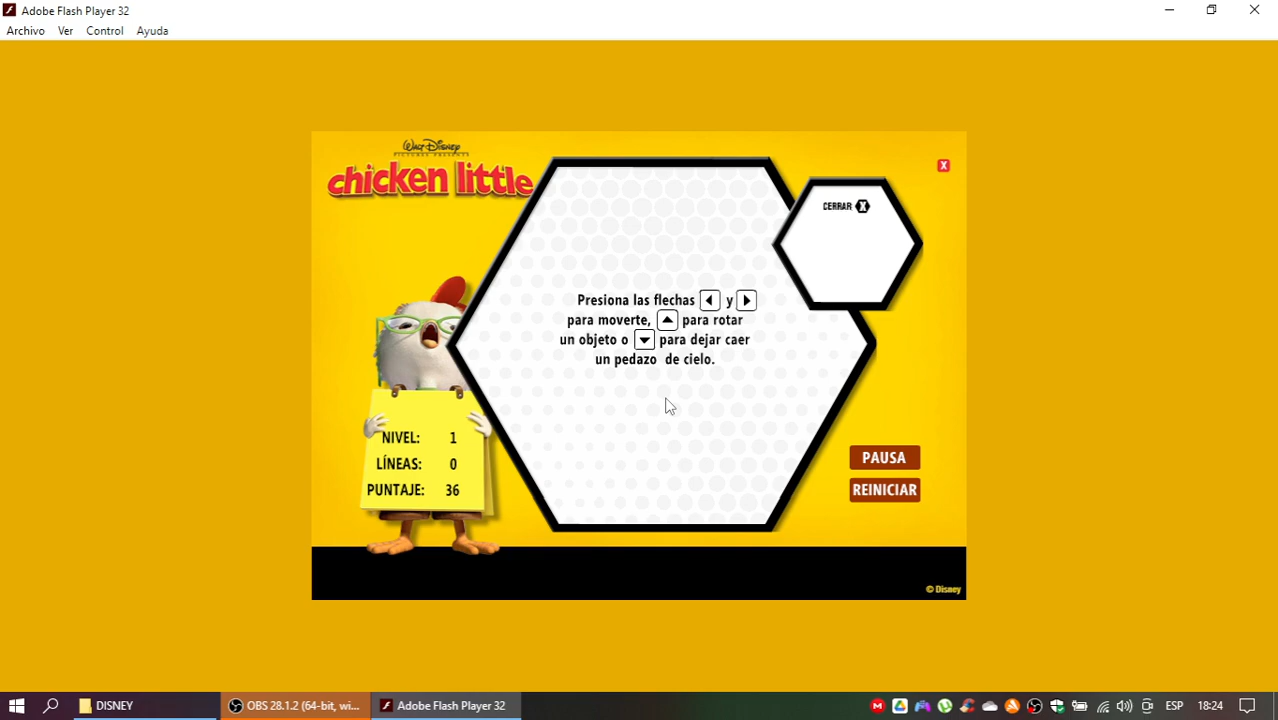 Adobe Flash Player 32
Archivo Ver Control Ayuda
WALT DISNEY
PICTURES PRESENTS
chicken little
X
CERRAR X
Presiona las flechas y
para moverte, para rotar
un objeto o para dejar caer
un pedazo de cielo.
NIVEL: 1
LÍNEAS: 0
PUNTAJE: 36
PAUSA
REINICIAR
© Disney
DISNEY
OBS 28.1.2 (64-bit, wi...
Adobe Flash Player 32
ESP
18:24